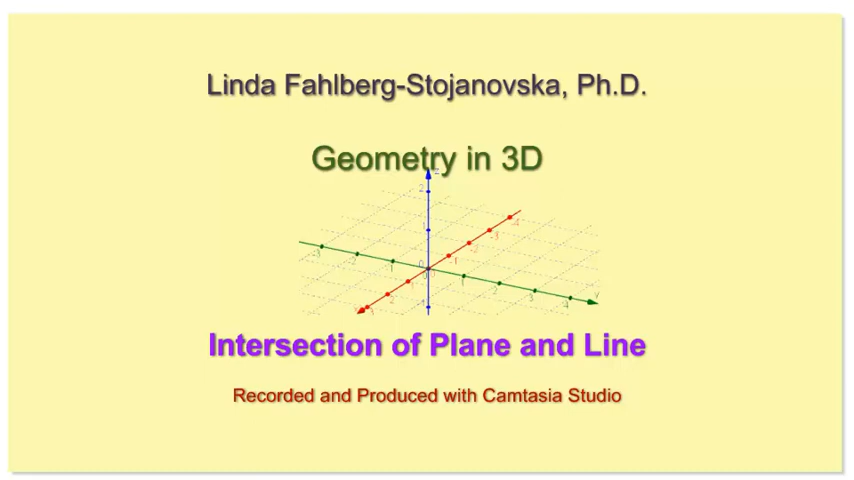 Linda Fahlberg-Stojanovska, Ph.D.
Geometry in 3D
Intersection of Plane and Line
Recorded and Produced with Camtasia Studio